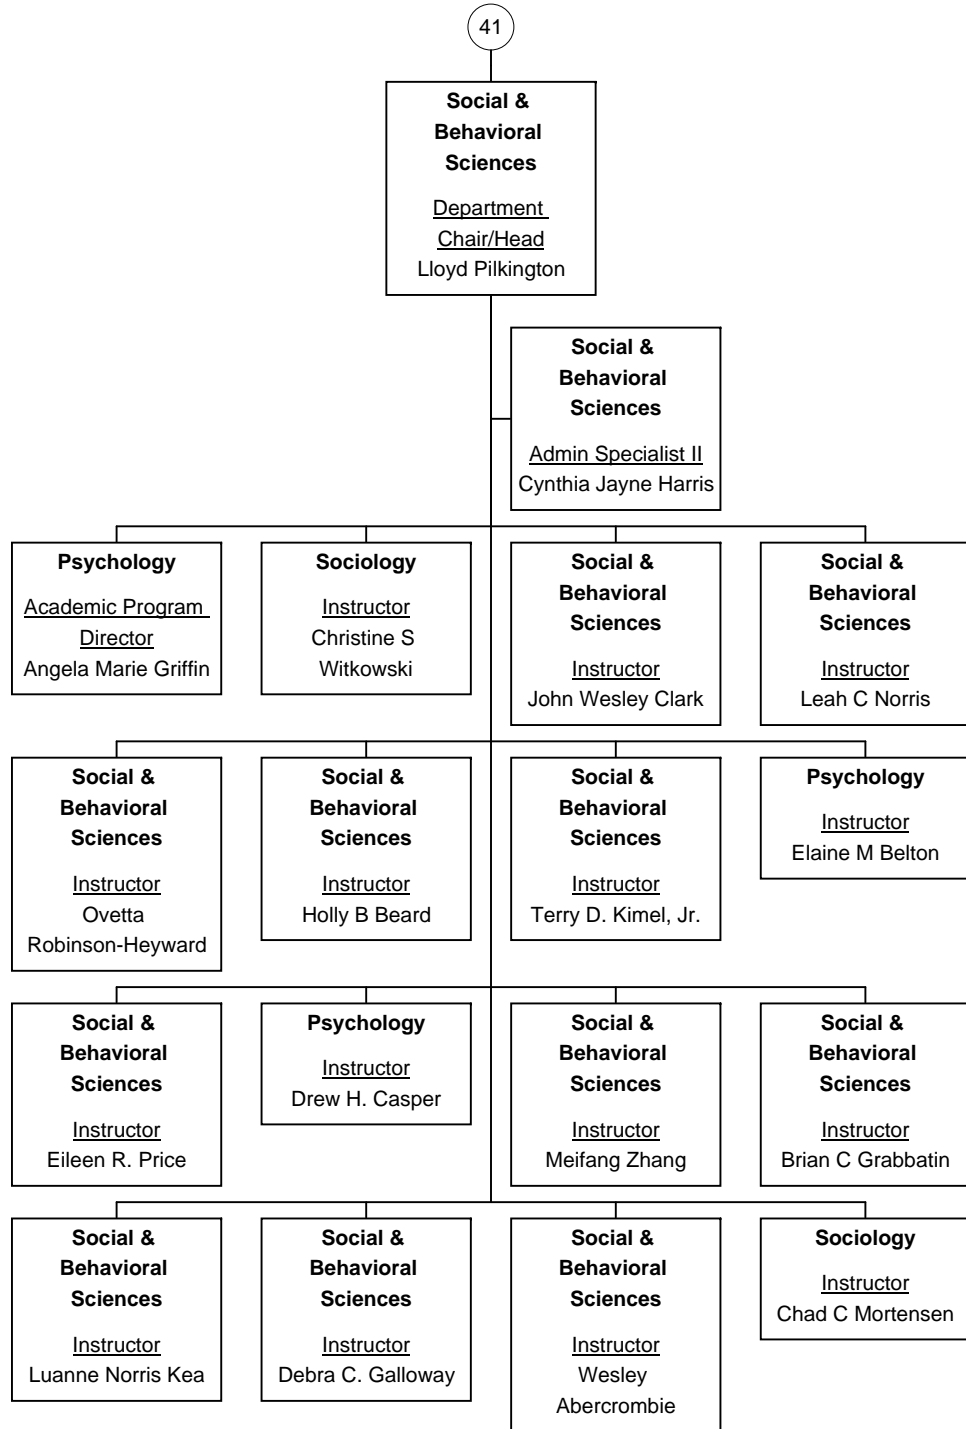 41
Social &
Behavioral
Sciences
Department
Chair/Head
Lloyd Pilkington
Social &
Behavioral
Sciences
Admin Specialist II
Cynthia Jayne Harris
Psychology
Academic Program
Director
Angela Marie Griffin
Sociology
Instructor
Christine S
Witkowski
Social &
Behavioral
Sciences
Instructor
John Wesley Clark
Social &
Behavioral
Sciences
Instructor
Leah C Norris
Social &
Behavioral
Sciences
Instructor
Ovetta
Robinson-Heyward
Social &
Behavioral
Sciences
Instructor
Holly B Beard
Social &
Behavioral
Sciences
Instructor
Terry D. Kimel, Jr.
Psychology
Instructor
Elaine M Belton
Social &
Behavioral
Sciences
Instructor
Eileen R. Price
Psychology
Instructor
Drew H. Casper
Social &
Behavioral
Sciences
Instructor
Meifang Zhang
Social &
Behavioral
Sciences
Instructor
Brian C Grabbatin
Social &
Behavioral
Sciences
Instructor
Luanne Norris Kea
Social &
Behavioral
Sciences
Instructor
Debra C. Galloway
Social &
Behavioral
Sciences
Instructor
Wesley
Abercrombie
Sociology
Instructor
Chad C Mortensen